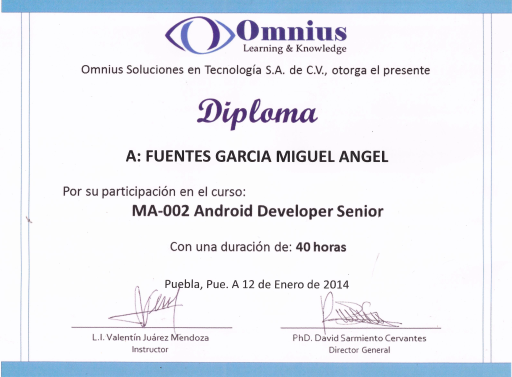 Omnius
Learning & Knowledge
Omnius Soluciones en Tecnología S.A. de C.V., otorga el presente
Diploma
A: FUENTES GARCIA MIGUEL ANGEL
Por su participación en el curso:
MA-002 Android Developer Senior
Con una duración de: 40 horas
Puebla, Pue. A 12 de Enero de 2014
L.I. Valentín Juárez Mendoza
Instructor
PhD. David Sarmiento Cervantes
Director General